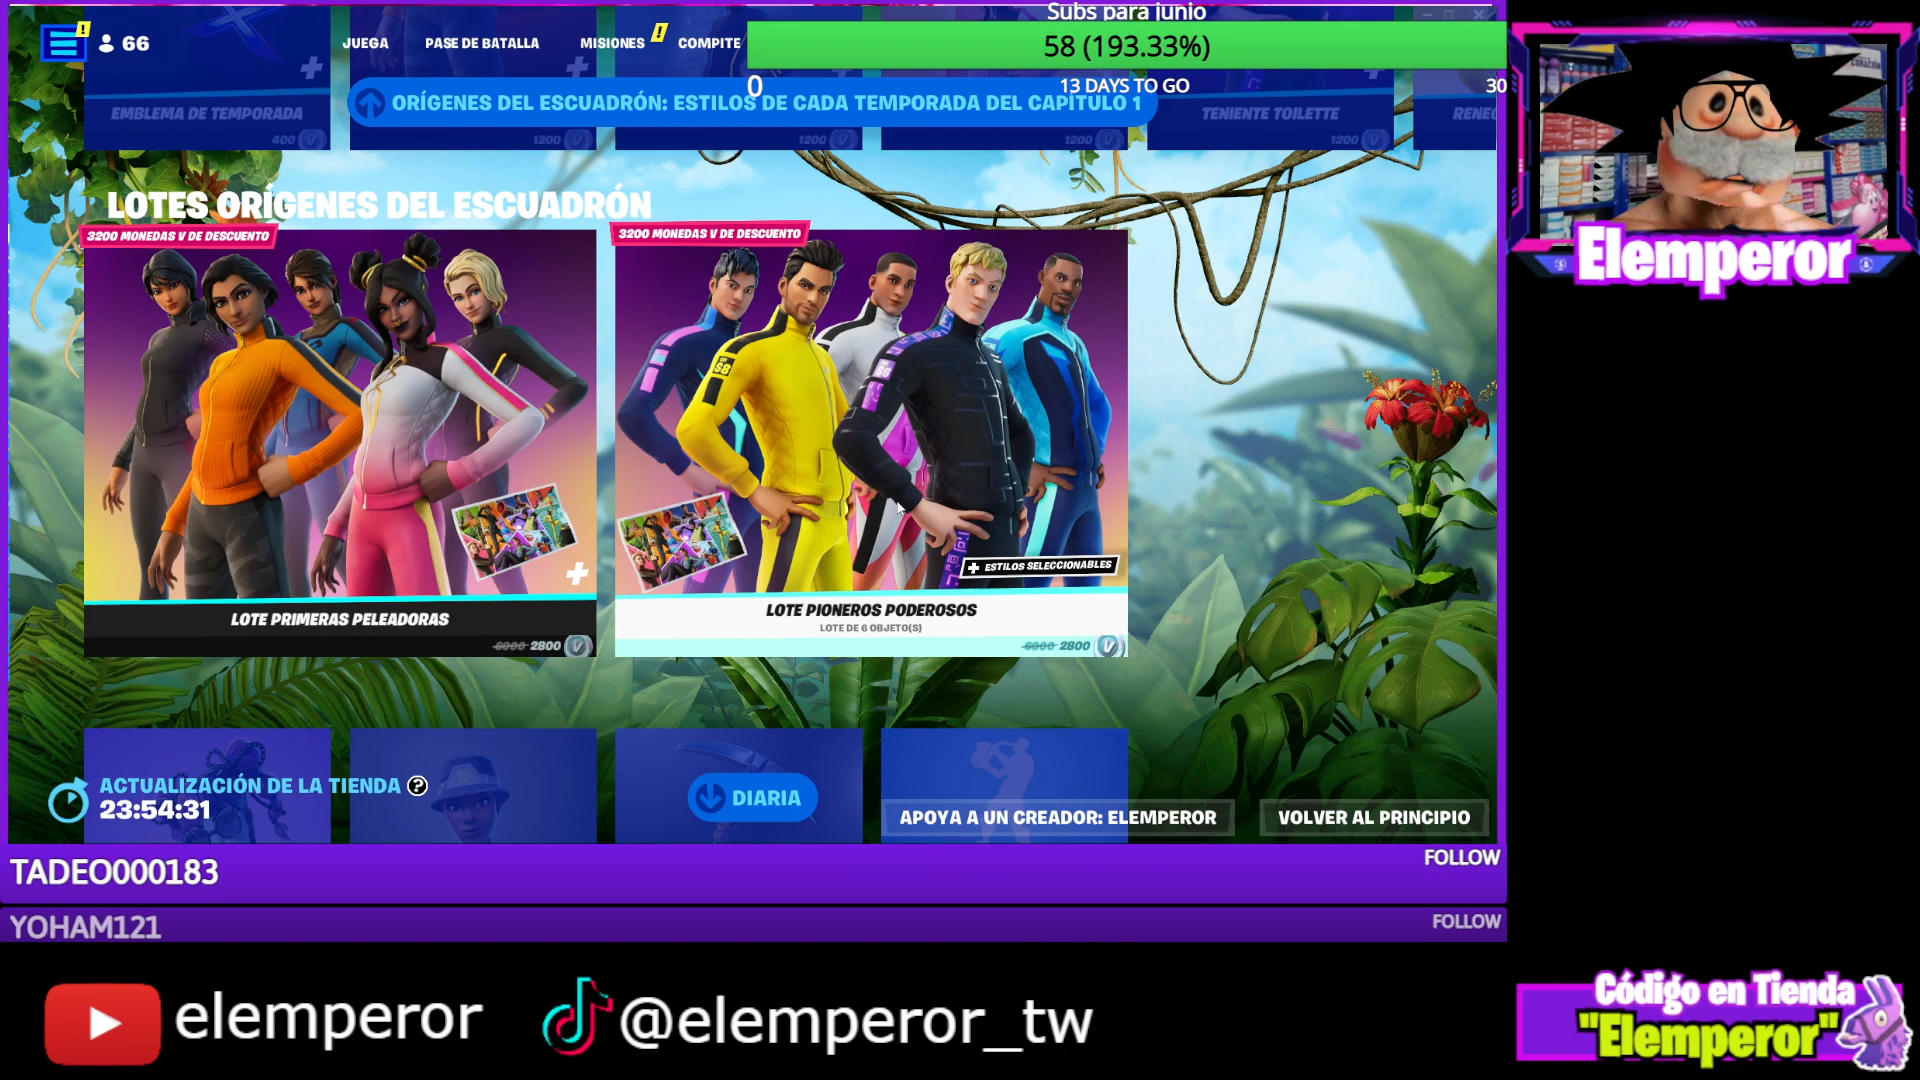 Subs para junio
58 (193.33%)
0
13 DAYS TO GO
30
66
JUEGA
PASE DE BATALLA
MISIONES
COMPITE
ORÍGENES DEL ESCUADRÓN: ESTILOS DE CADA TEMPORADA DEL CAPÍTULO 1
EMBLEMA DE TEMPORADA
400
1200
1200
1200
TENIENTE TOILETTE
1200
LOTES ORÍGENES DEL ESCUADRÓN
3200 MONEDAS V DE DESCUENTO
LOTE PRIMERAS PELEADORAS
6000 2800
3200 MONEDAS V DE DESCUENTO
+ ESTILOS SELECCIONABLES
LOTE PIONEROS PODEROSOS
LOTE DE 6 OBJETO(S)
6000 2800
ACTUALIZACIÓN DE LA TIENDA ?
23:54:31
DIARIA
APOYA A UN CREADOR: ELEMPEROR
VOLVER AL PRINCIPIO
Elemperor
TADEO000183
FOLLOW
YOHAM121
FOLLOW
elemperor
@elemperor_tw
Código en Tienda
"Elemperor"